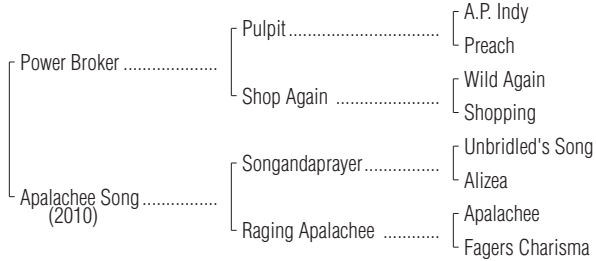 A.P. Indy
Pulpit........................................
Preach
Power Broker ...................
Wild Again
Shop Again ...........................
Shopping
Unbridled's Song
Songandaprayer...................
Alizea
Apalachee Song...............
(2010)
Apalachee
Raging Apalachee ..............
Fagers Charisma